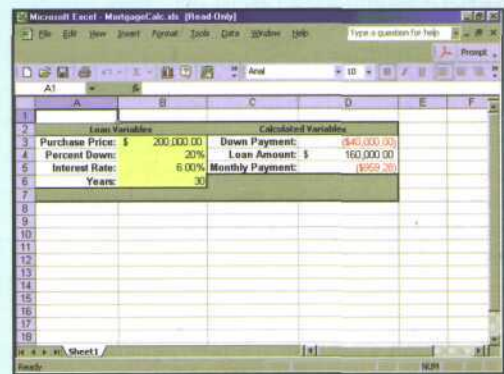 Microsoft Excel - MortgageCalc.xls [Read-Only]
File Edit View Insert Format Tools Data Window Help Type a question for help
Prompt
Arial 10 B I U
A1 fx
A B C D E F
1
2 Loan Variables Calculated Variables
3 Purchase Price: $ 200,000.00 Down Payment: ($40,000.00)
4 Percent Down: 20% Loan Amount: $ 160,000.00
5 Interest Rate: 6.00% Monthly Payment: ($959.28)
6 Years: 30
7
8
9
10
11
12
13
14
15
16
17
18
Sheet1
Ready NUM